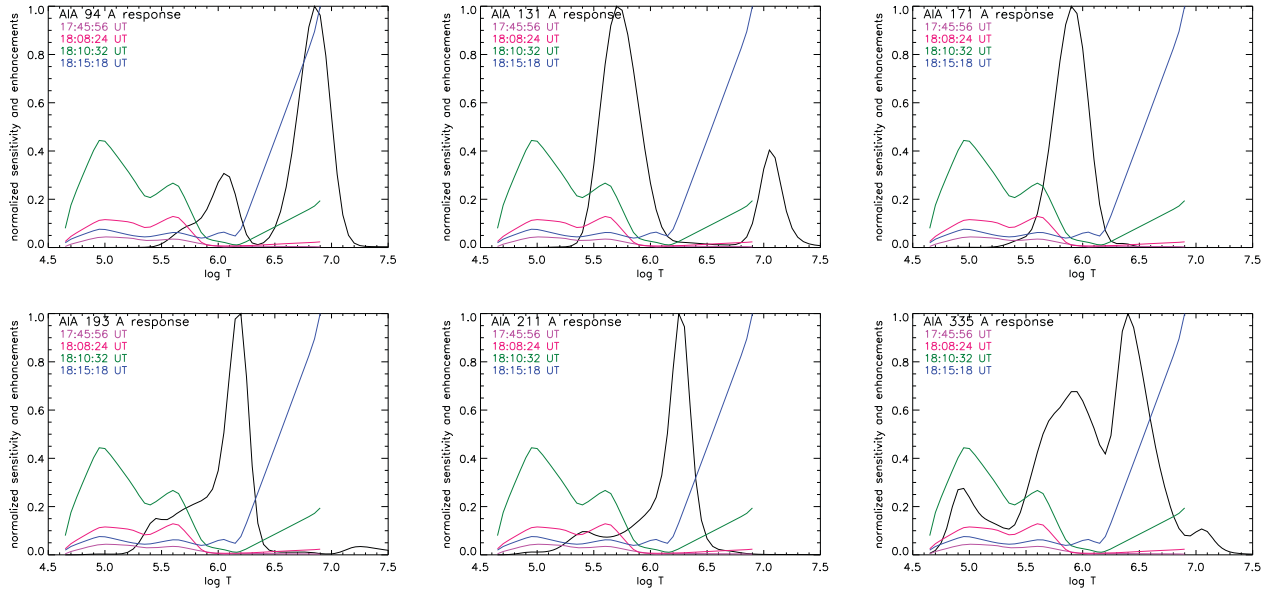 AIA 94 A response
17:45:56 UT
18:08:24 UT
18:10:32 UT
18:15:18 UT
normalized sensitivity and enhancements
1.0
0.8
0.6
0.4
0.2
0.0
4.5 5.0 5.5 6.0 6.5 7.0 7.5
log T
AIA 131 A response
17:45:56 UT
18:08:24 UT
18:10:32 UT
18:15:18 UT
normalized sensitivity and enhancements
1.0
0.8
0.6
0.4
0.2
0.0
4.5 5.0 5.5 6.0 6.5 7.0 7.5
log T
AIA 171 A response
17:45:56 UT
18:08:24 UT
18:10:32 UT
18:15:18 UT
normalized sensitivity and enhancements
1.0
0.8
0.6
0.4
0.2
0.0
4.5 5.0 5.5 6.0 6.5 7.0 7.5
log T
AIA 193 A response
17:45:56 UT
18:08:24 UT
18:10:32 UT
18:15:18 UT
normalized sensitivity and enhancements
1.0
0.8
0.6
0.4
0.2
0.0
4.5 5.0 5.5 6.0 6.5 7.0 7.5
log T
AIA 211 A response
17:45:56 UT
18:08:24 UT
18:10:32 UT
18:15:18 UT
normalized sensitivity and enhancements
1.0
0.8
0.6
0.4
0.2
0.0
4.5 5.0 5.5 6.0 6.5 7.0 7.5
log T
AIA 335 A response
17:45:56 UT
18:08:24 UT
18:10:32 UT
18:15:18 UT
normalized sensitivity and enhancements
1.0
0.8
0.6
0.4
0.2
0.0
4.5 5.0 5.5 6.0 6.5 7.0 7.5
log T